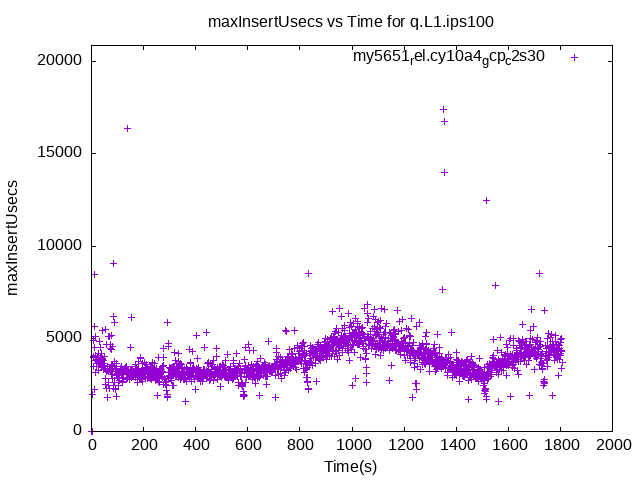 maxInsertUsecs vs Time for q.L1.ips100
my5651rel.cy10a4gcpc2s30
20000
15000
10000
5000
0
maxInsertUsecs
0 200 400 600 800 1000 1200 1400 1600 1800 2000
Time(s)